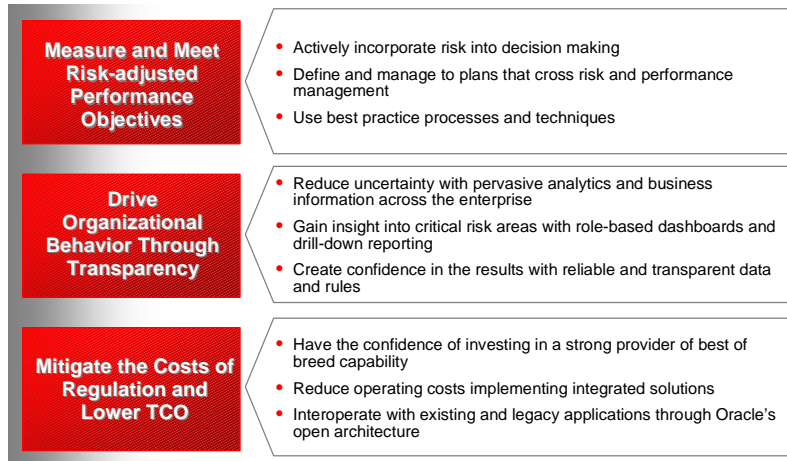 Measure and Meet
Risk-adjusted
Performance
Objectives
• Actively incorporate risk into decision making
• Define and manage to plans that cross risk and performance
management
• Use best practice processes and techniques
Drive
Organizational
Behavior Through
Transparency
• Reduce uncertainty with pervasive analytics and business
information across the enterprise
• Gain insight into critical risk areas with role-based dashboards and
drill-down reporting
• Create confidence in the results with reliable and transparent data
and rules
Mitigate the Costs of
Regulation and
Lower TCO
• Have the confidence of investing in a strong provider of best of
breed capability
• Reduce operating costs implementing integrated solutions
• Interoperate with existing and legacy applications through Oracle's
open architecture